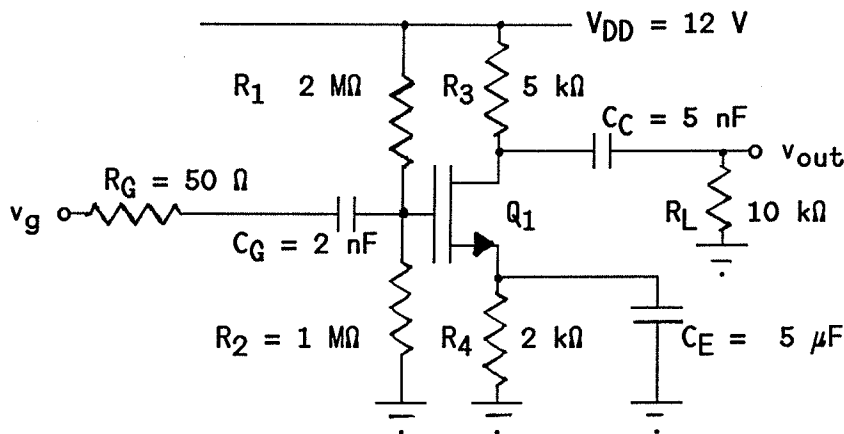 V_DD = 12 V
R_1 2 MΩ
R_3 5 kΩ
C_C = 5 nF
v_out
R_G = 50 Ω
v_g
Q_1
R_L 10 kΩ
C_G = 2 nF
R_2 = 1 MΩ
R_4 2 kΩ
C_E = 5 μF